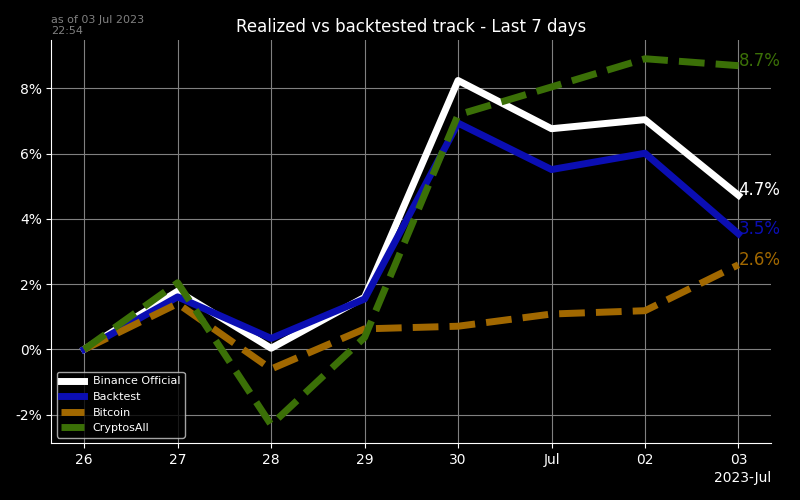 as of 03 Jul 2023
22:54
Realized vs backtested track - Last 7 days
8%
6%
4%
2%
0%
-2%
8.7%
4.7%
3.5%
2.6%
Binance Official
Backtest
Bitcoin
CryptosAll
26 27 28 29 30 Jul 02 03
2023-Jul